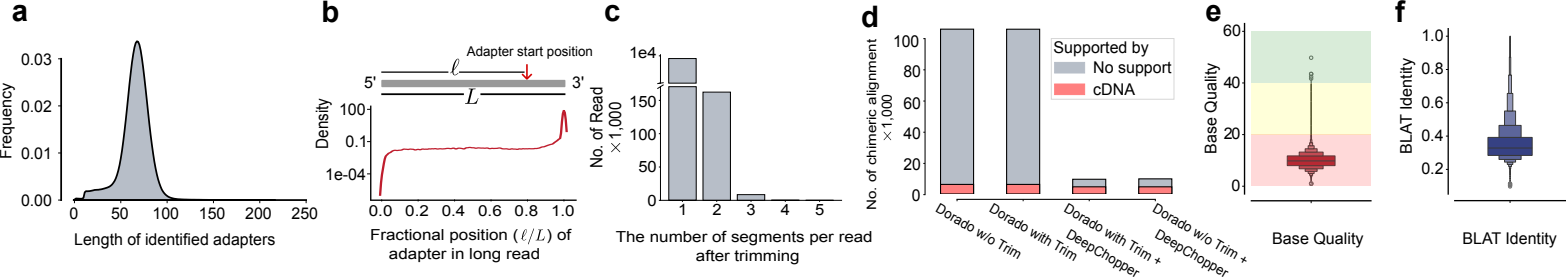 a
Frequency
0.03
0.02
0.01
0.00
0
50
100
150
200
250
Length of identified adapters
b
Adapter start position
ℓ
5'
3'
L
Density
100
0.1
1e-04
0.0
0.2
0.4
0.6
0.8
1.0
Fractional position (ℓ/L) of
adapter in long read
c
1e4
No. of Read
×1,000
150
100
50
0
1
2
3
4
5
The number of segments per read
after trimming
d
No. of chimeric alignment
×1,000
100
80
60
40
20
0
Supported by
No support
cDNA
Dorado w/o Trim
Dorado with Trim
Dorado with Trim +
DeepChopper
Dorado w/o Trim +
DeepChopper
e
Base Quality
60
40
20
0
Base Quality
f
BLAT Identity
1.0
0.8
0.6
0.4
0.2
BLAT Identity